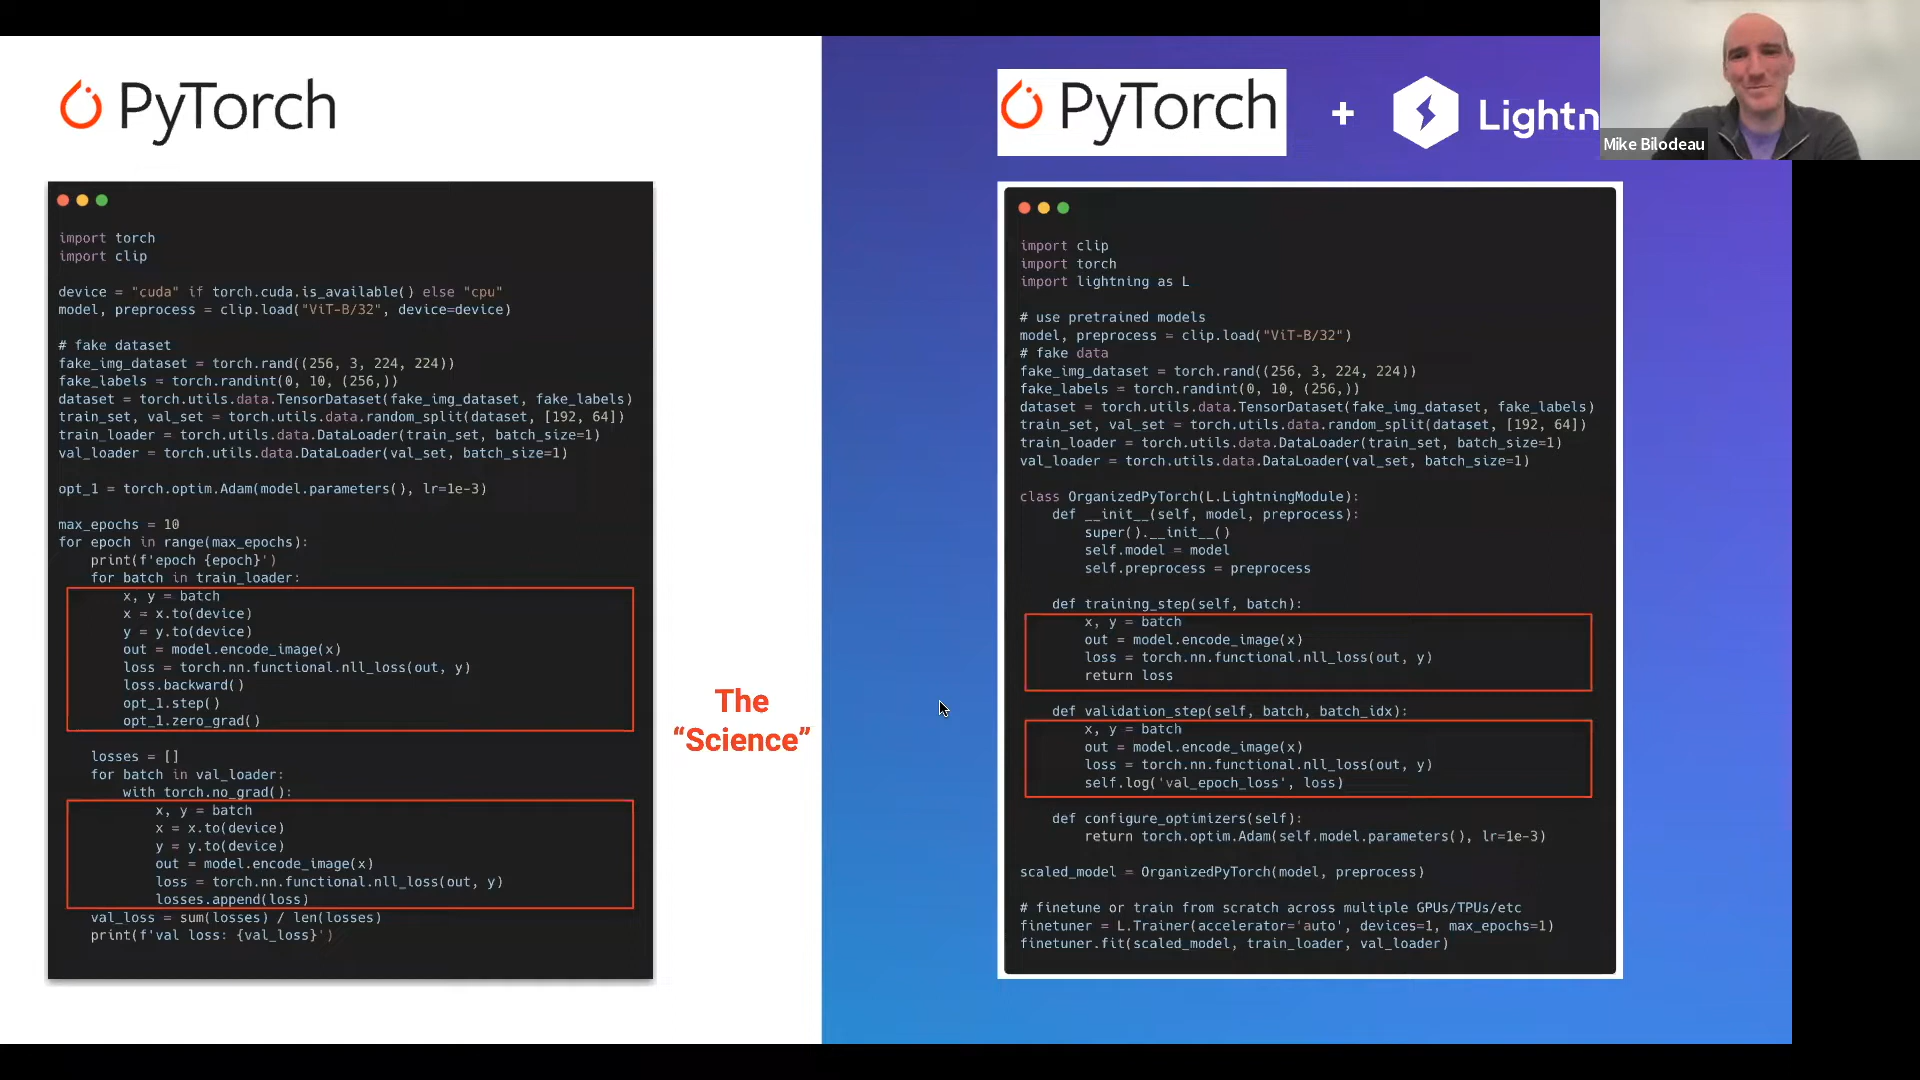 PyTorch
import torch
import clip
device = "cuda" if torch.cuda.is_available() else "cpu"
model, preprocess = clip.load("ViT-B/32", device=device)
# fake dataset
fake_img_dataset = torch.rand((256, 3, 224, 224))
fake_labels = torch.randint(0, 10, (256,))
dataset = torch.utils.data.TensorDataset(fake_img_dataset, fake_labels)
train_set, val_set = torch.utils.data.random_split(dataset, [192, 64])
train_loader = torch.utils.data.DataLoader(train_set, batch_size=1)
val_loader = torch.utils.data.DataLoader(val_set, batch_size=1)
opt_1 = torch.optim.Adam(model.parameters(), lr=1e-3)
max_epochs = 10
for epoch in range(max_epochs):
    print(f'epoch {epoch}')
    for batch in train_loader:
        x, y = batch
        x = x.to(device)
        y = y.to(device)
        out = model.encode_image(x)
        loss = torch.nn.functional.nll_loss(out, y)
        loss.backward()
        opt_1.step()
        opt_1.zero_grad()
    losses = []
    for batch in val_loader:
        with torch.no_grad():
            x, y = batch
            x = x.to(device)
            y = y.to(device)
            out = model.encode_image(x)
            loss = torch.nn.functional.nll_loss(out, y)
            losses.append(loss)
    val_loss = sum(losses) / len(losses)
    print(f'val loss: {val_loss}')
The
“Science”
PyTorch + Lightn
Mike Bilodeau
import clip
import torch
import lightning as L
# use pretrained models
model, preprocess = clip.load("ViT-B/32")
# fake data
fake_img_dataset = torch.rand((256, 3, 224, 224))
fake_labels = torch.randint(0, 10, (256,))
dataset = torch.utils.data.TensorDataset(fake_img_dataset, fake_labels)
train_set, val_set = torch.utils.data.random_split(dataset, [192, 64])
train_loader = torch.utils.data.DataLoader(train_set, batch_size=1)
val_loader = torch.utils.data.DataLoader(val_set, batch_size=1)
class OrganizedPyTorch(L.LightningModule):
    def __init__(self, model, preprocess):
        super().__init__()
        self.model = model
        self.preprocess = preprocess
    def training_step(self, batch):
        x, y = batch
        out = model.encode_image(x)
        loss = torch.nn.functional.nll_loss(out, y)
        return loss
    def validation_step(self, batch, batch_idx):
        x, y = batch
        out = model.encode_image(x)
        loss = torch.nn.functional.nll_loss(out, y)
        self.log('val_epoch_loss', loss)
    def configure_optimizers(self):
        return torch.optim.Adam(self.model.parameters(), lr=1e-3)
scaled_model = OrganizedPyTorch(model, preprocess)
# finetune or train from scratch across multiple GPUs/TPUs/etc
finetuner = L.Trainer(accelerator='auto', devices=1, max_epochs=1)
finetuner.fit(scaled_model, train_loader, val_loader)